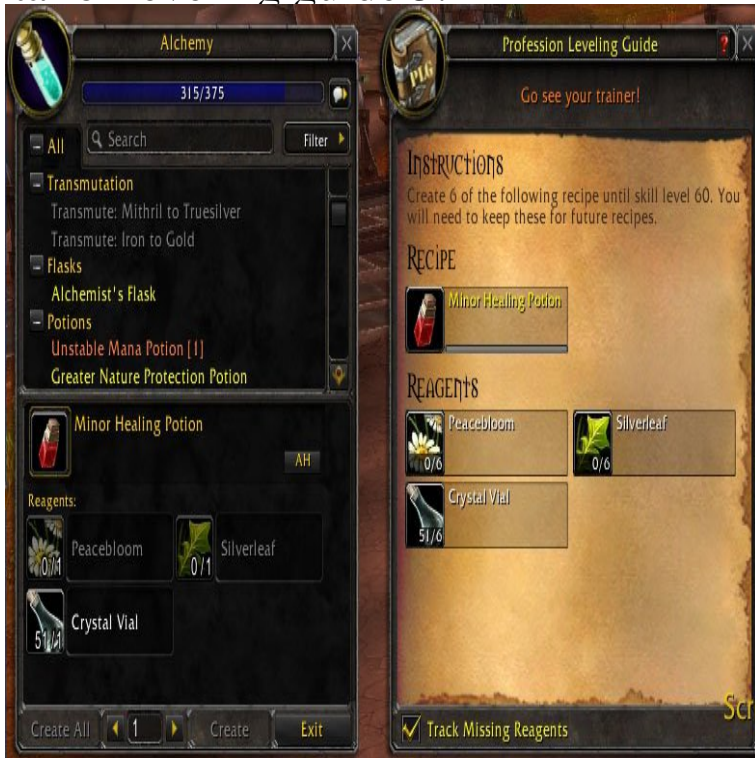 Alchemy
315/375
All
Search
Filter
Transmutation
Transmute: Mithril to Truesilver
Transmute: Iron to Gold
Flasks
Alchemist's Flask
Potions
Unstable Mana Potion [1]
Greater Nature Protection Potion
Minor Healing Potion
AH
Reagents:
Peacebloom
0/1
Silverleaf
0/1
Crystal Vial
51/1
Create All
1
Create
Exit
PLG
Profession Leveling Guide
?
Go see your trainer!
Instructions
Create 6 of the following recipe until skill level 60. You
will need to keep these for future recipes.
Recipe
Minor Healing Potion
Reagents
Peacebloom
0/6
Silverleaf
0/6
Crystal Vial
51/6
Track Missing Reagents
Scr